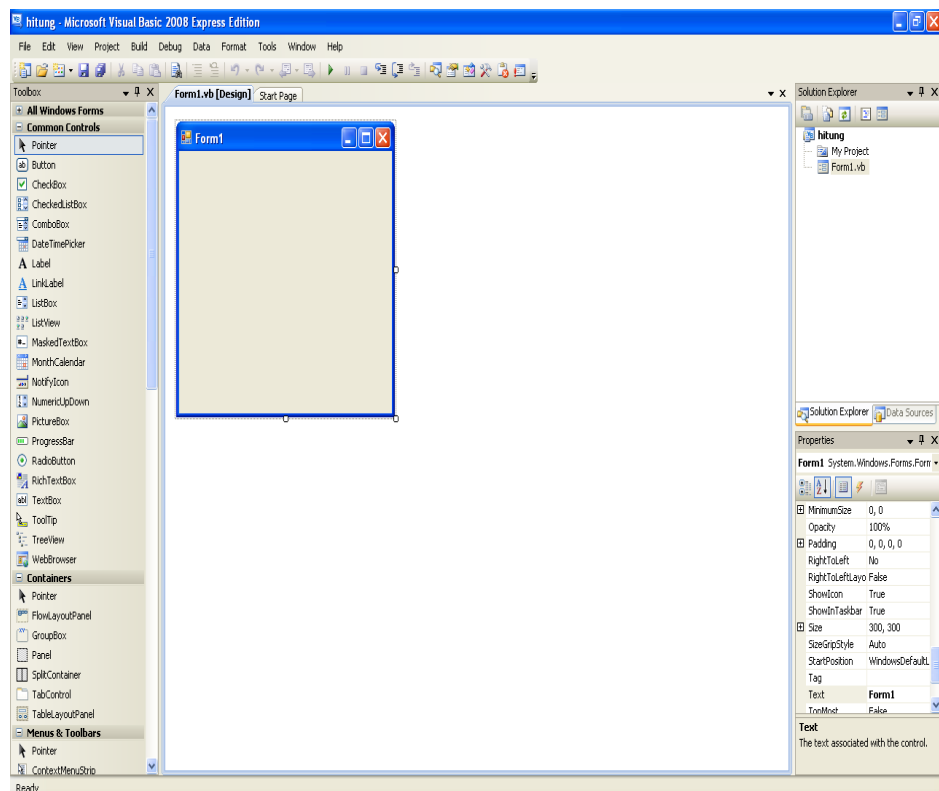 hitung - Microsoft Visual Basic 2008 Express Edition
File Edit View Project Build Debug Data Format Tools Window Help
Toolbox
All Windows Forms
Common Controls
Pointer
Button
CheckBox
CheckedListBox
ComboBox
DateTimePicker
Label
LinkLabel
ListBox
ListView
MaskedTextBox
MonthCalendar
NotifyIcon
NumericUpDown
PictureBox
ProgressBar
RadioButton
RichTextBox
TextBox
ToolTip
TreeView
WebBrowser
Containers
Pointer
FlowLayoutPanel
GroupBox
Panel
SplitContainer
TabControl
TableLayoutPanel
Menus & Toolbars
Pointer
ContextMenuStrip
Form1.vb [Design] Start Page
Form1
Solution Explorer
hitung
My Project
Form1.vb
Solution Explorer Data Sources
Properties
Form1 System.Windows.Forms.Form
MinimumSize 0, 0
Opacity 100%
Padding 0, 0, 0, 0
RightToLeft No
RightToLeftLayo False
ShowIcon True
ShowInTaskbar True
Size 300, 300
SizeGripStyle Auto
StartPosition WindowsDefaultL
Tag
Text Form1
TopMost False
Text
The text associated with the control.
Ready